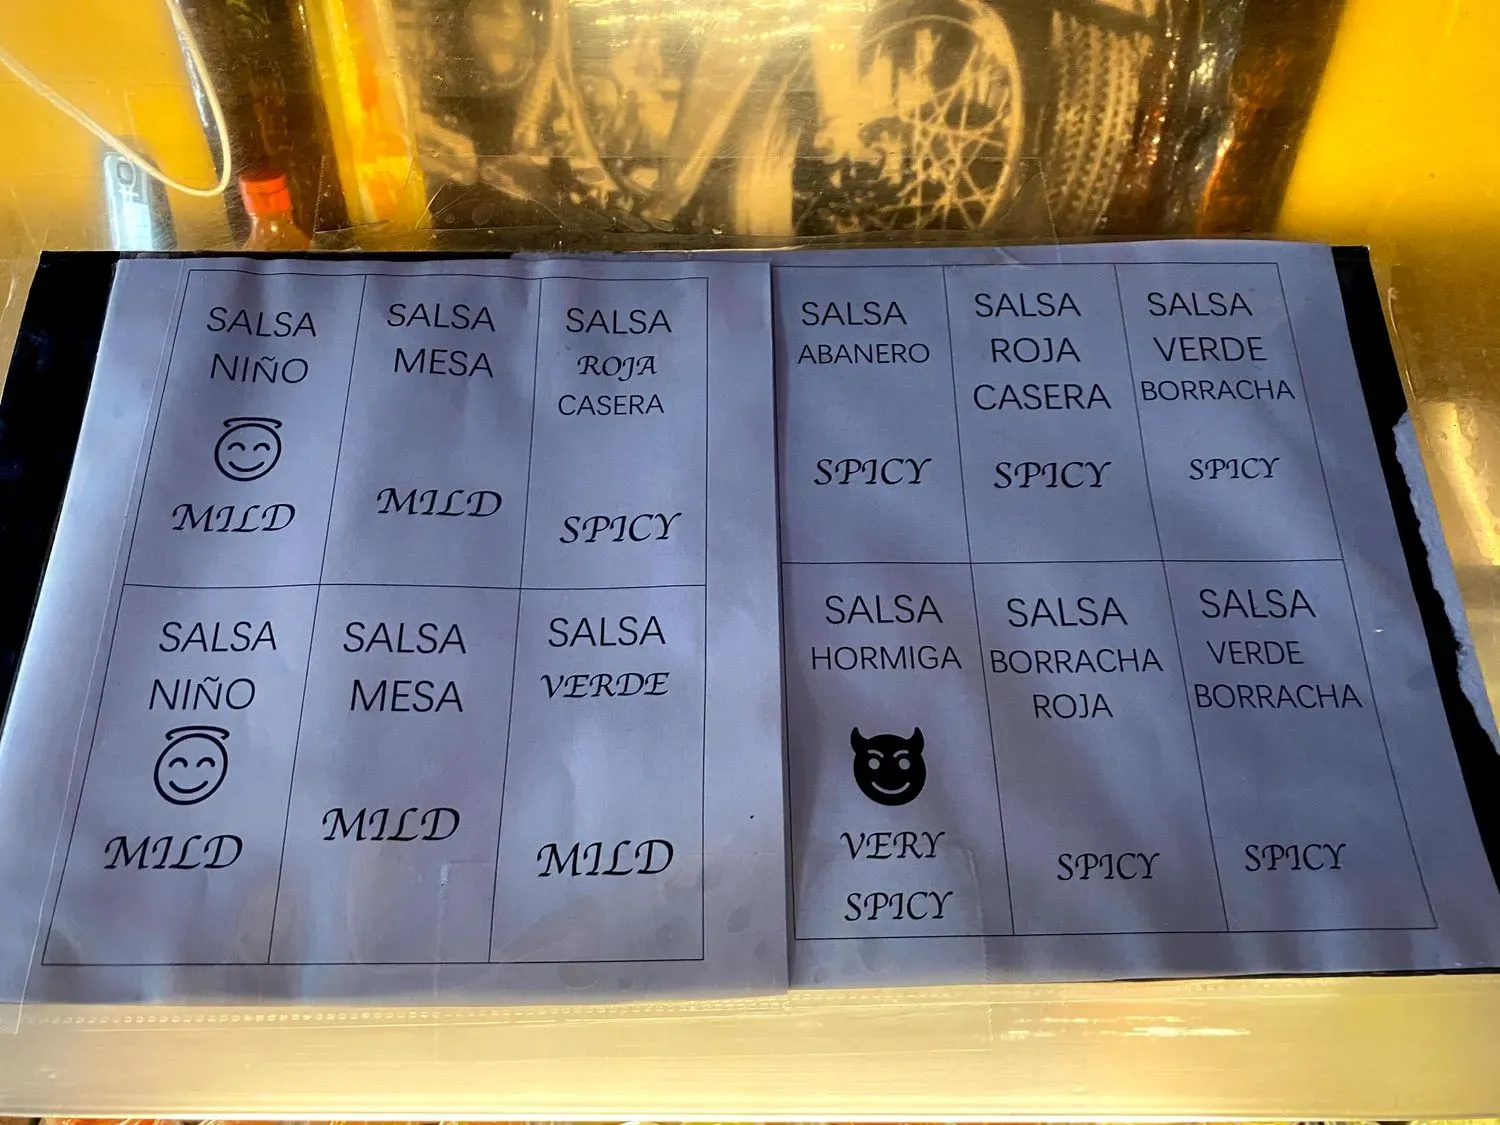 SALSA
NIÑO
MILD
SALSA
MESA
MILD
SALSA
ROJA
CASERA
SPICY
SALSA
NIÑO
MILD
SALSA
MESA
MILD
SALSA
VERDE
MILD
SALSA
ABANERO
SPICY
SALSA
ROJA
CASERA
SPICY
SALSA
VERDE
BORRACHA
SPICY
SALSA
HORMIGA
VERY
SPICY
SALSA
BORRACHA
ROJA
SPICY
SALSA
VERDE
BORRACHA
SPICY